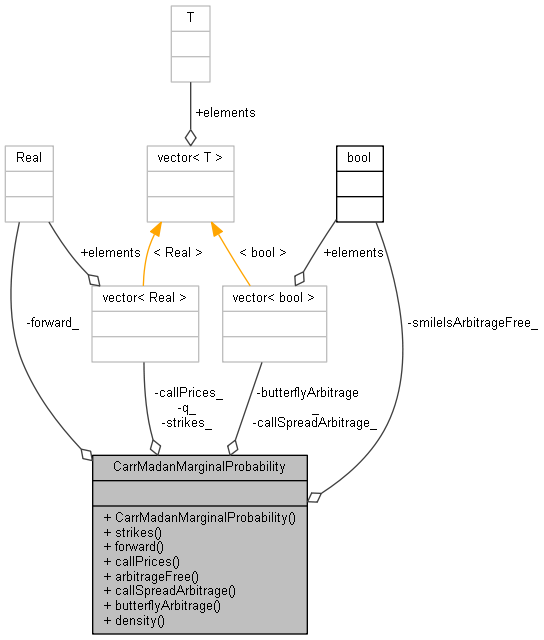 T
+elements
Real
vector< T >
bool
+elements
< Real >
< bool >
+elements
vector< Real >
vector< bool >
-forward_
-smileIsArbitrageFree_
-callPrices_
-q_
-strikes_
-butterflyArbitrage
_
-callSpreadArbitrage_
CarrMadanMarginalProbability
+ CarrMadanMarginalProbability()
+ strikes()
+ forward()
+ callPrices()
+ arbitrageFree()
+ callSpreadArbitrage()
+ butterflyArbitrage()
+ density()